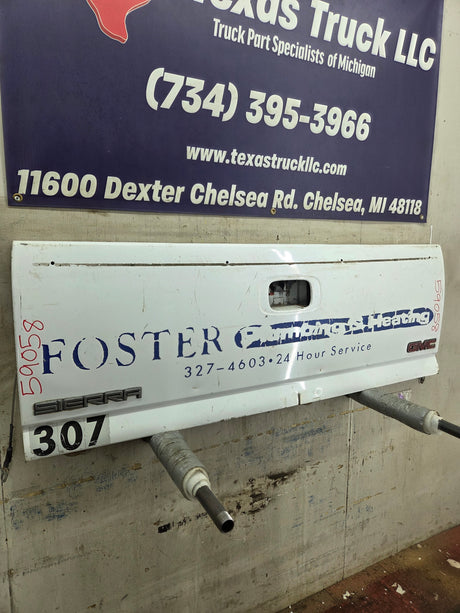 Texas Truck LLC
Truck Part Specialists of Michigan
(734) 395-3966
www.texastruckllc.com
11600 Dexter Chelsea Rd. Chelsea, MI 48118
59058
59058
FOSTER Plumbing & Heating
327-4603 • 24 Hour Service
SIERRA
GMC
307